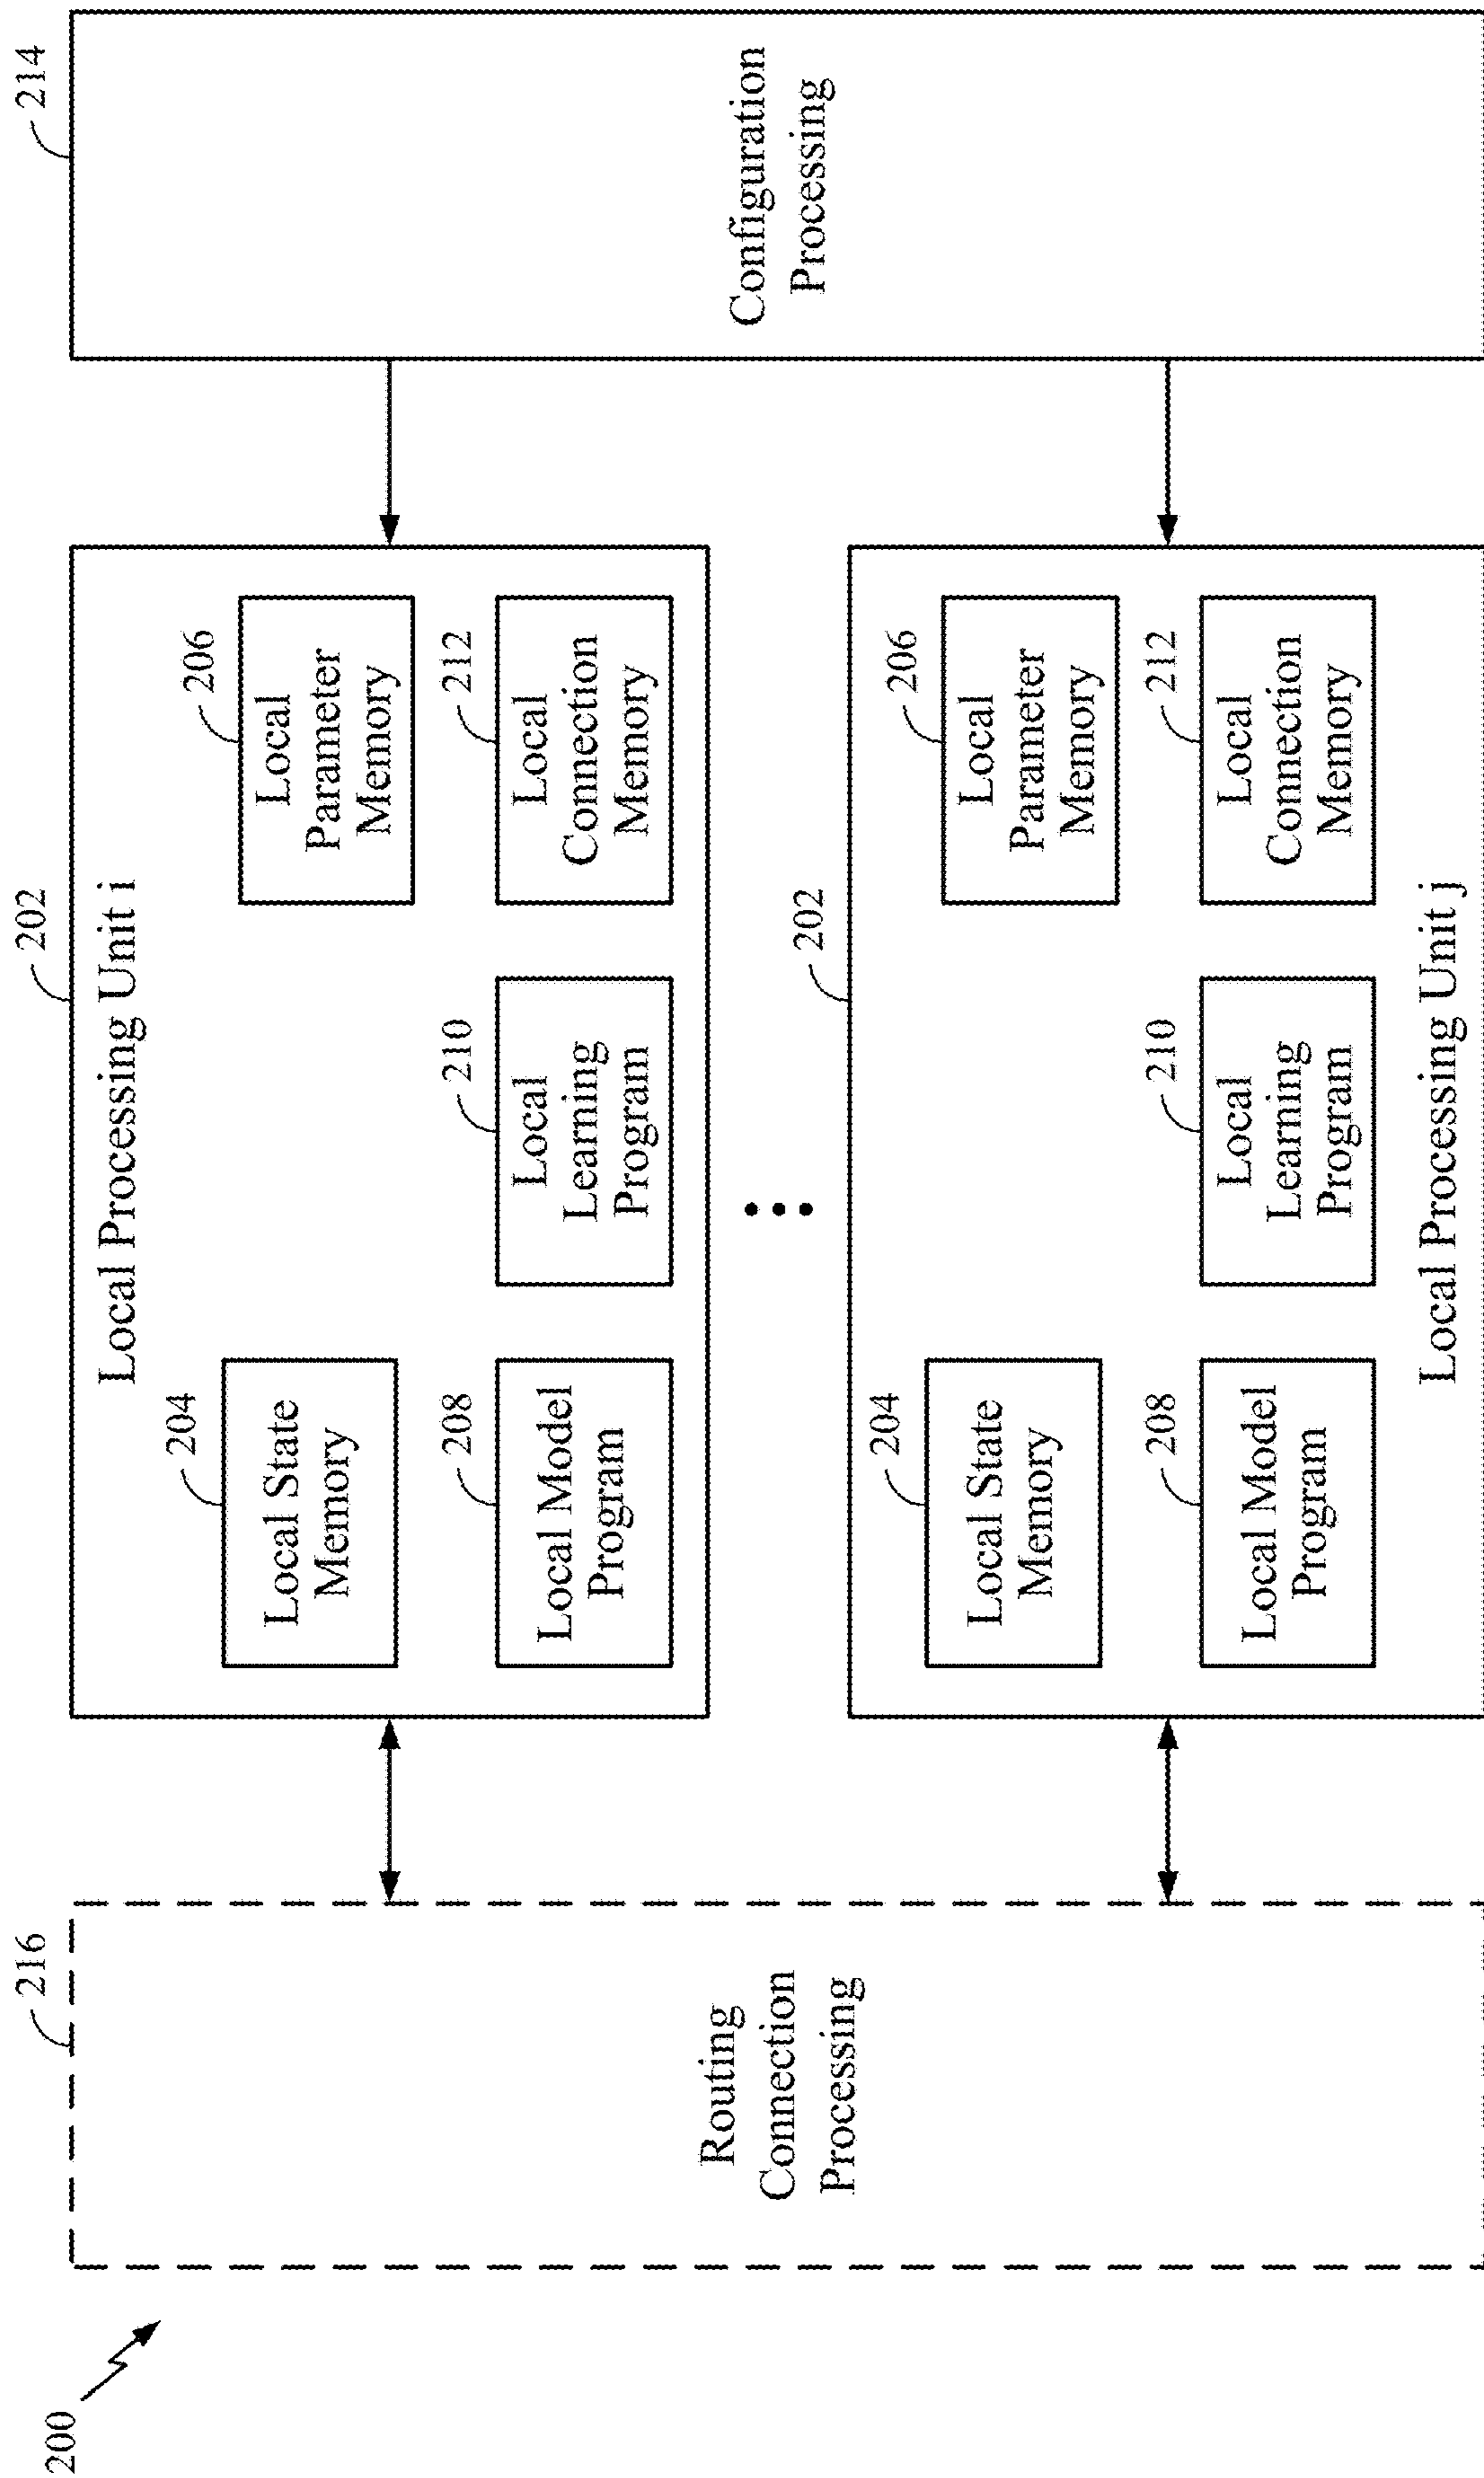 200
216
Routing
Connection
Processing
202
Local Processing Unit i
204
Local State
Memory
206
Local
Parameter
Memory
208
Local Model
Program
210
Local
Learning
Program
212
Local
Connection
Memory
202
204
Local State
Memory
206
Local
Parameter
Memory
208
Local Model
Program
210
Local
Learning
Program
212
Local
Connection
Memory
Local Processing Unit j
214
Configuration
Processing